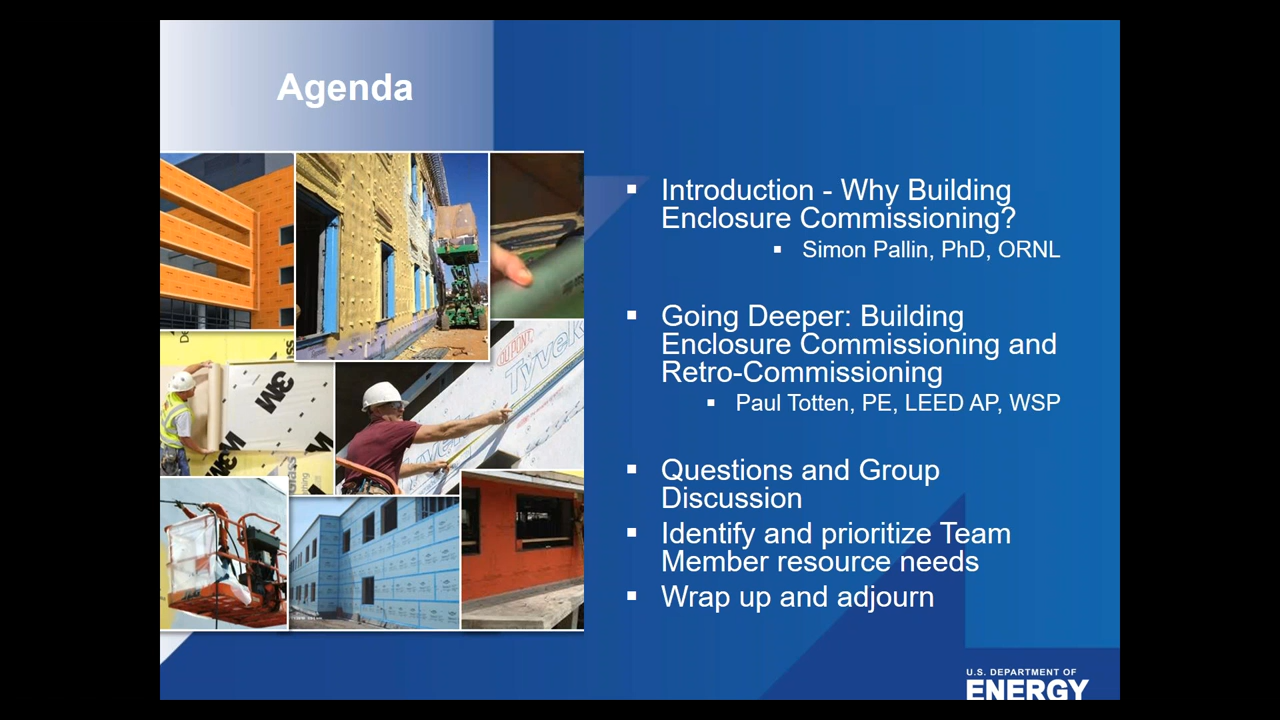 Agenda
▪ Introduction - Why Building
Enclosure Commissioning?
▪ Simon Pallin, PhD, ORNL
▪ Going Deeper: Building
Enclosure Commissioning and
Retro-Commissioning
▪ Paul Totten, PE, LEED AP, WSP
▪ Questions and Group
Discussion
▪ Identify and prioritize Team
Member resource needs
▪ Wrap up and adjourn
3M
3M
DUPONT
Tyvek
U.S. DEPARTMENT OF
ENERGY